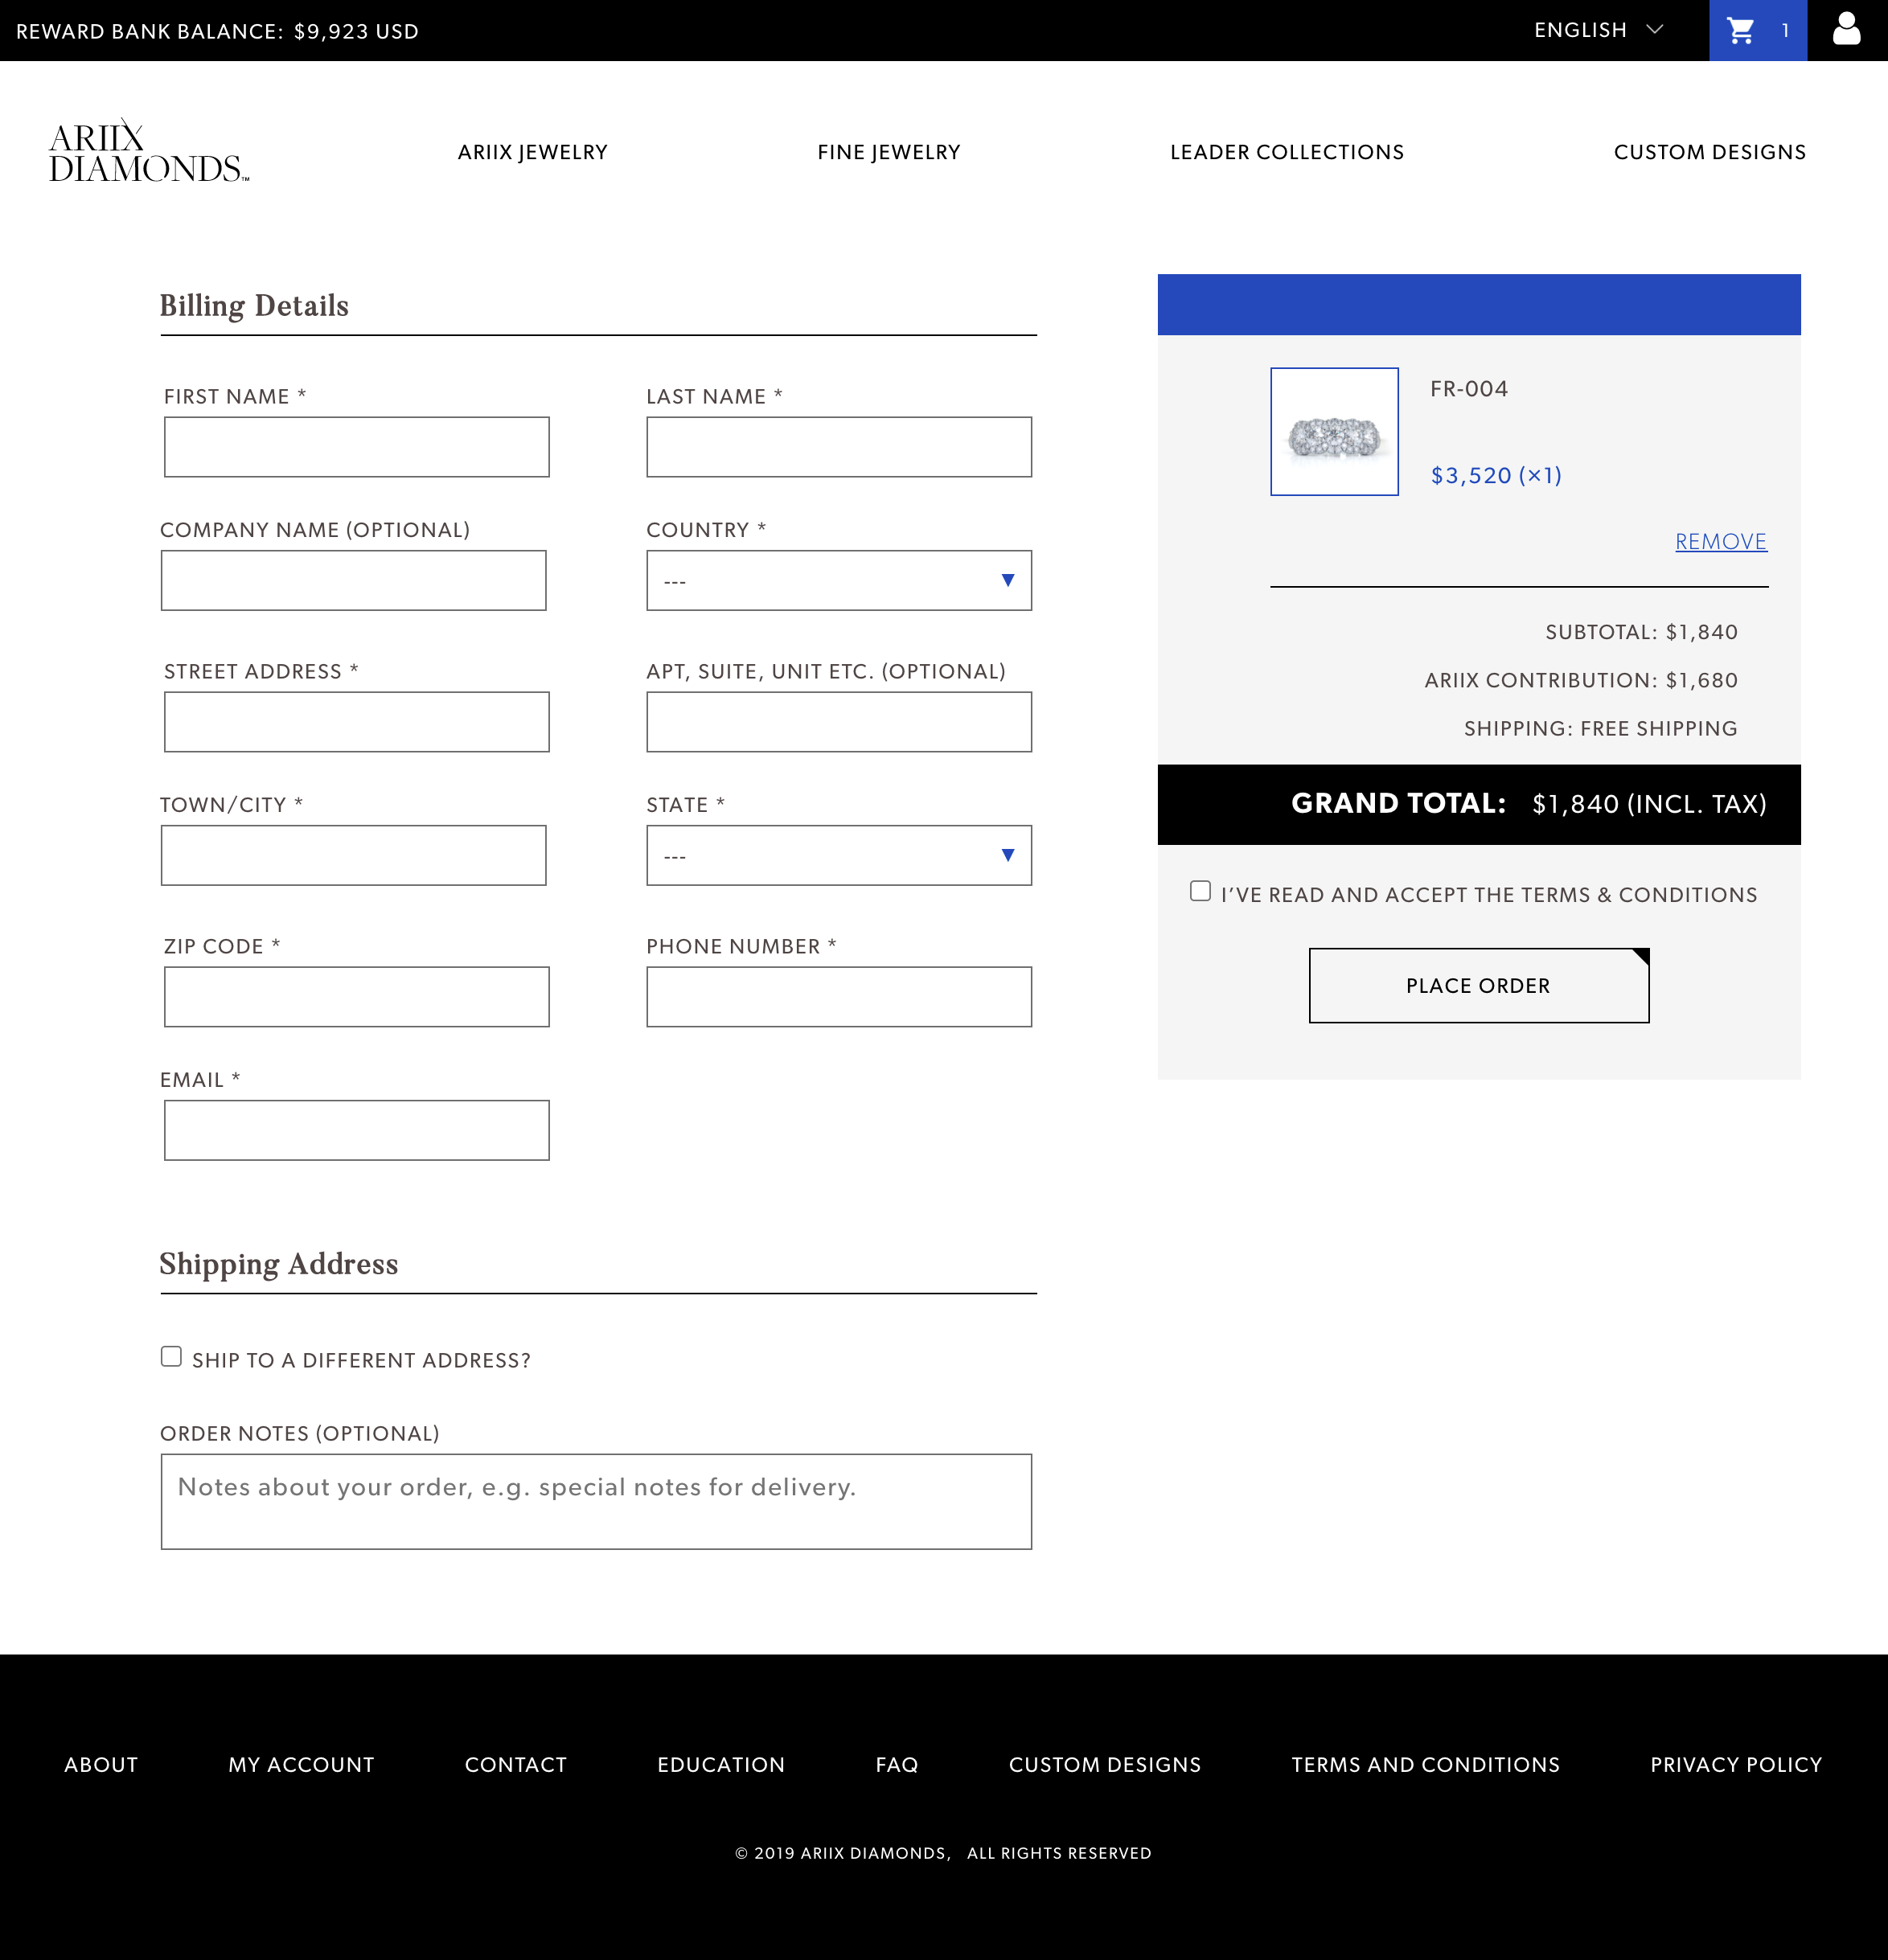 REWARD BANK BALANCE: $9,923 USD
ENGLISH
1
ARIIX
DIAMONDS™
ARIIX JEWELRY
FINE JEWELRY
LEADER COLLECTIONS
CUSTOM DESIGNS
Billing Details
FIRST NAME *
LAST NAME *
COMPANY NAME (OPTIONAL)
COUNTRY *
---
STREET ADDRESS *
APT, SUITE, UNIT ETC. (OPTIONAL)
TOWN/CITY *
STATE *
---
ZIP CODE *
PHONE NUMBER *
EMAIL *
FR-004
$3,520 (×1)
REMOVE
SUBTOTAL: $1,840
ARIIX CONTRIBUTION: $1,680
SHIPPING: FREE SHIPPING
GRAND TOTAL: $1,840 (INCL. TAX)
I’VE READ AND ACCEPT THE TERMS & CONDITIONS
PLACE ORDER
Shipping Address
SHIP TO A DIFFERENT ADDRESS?
ORDER NOTES (OPTIONAL)
Notes about your order, e.g. special notes for delivery.
ABOUT
MY ACCOUNT
CONTACT
EDUCATION
FAQ
CUSTOM DESIGNS
TERMS AND CONDITIONS
PRIVACY POLICY
© 2019 ARIIX DIAMONDS, ALL RIGHTS RESERVED